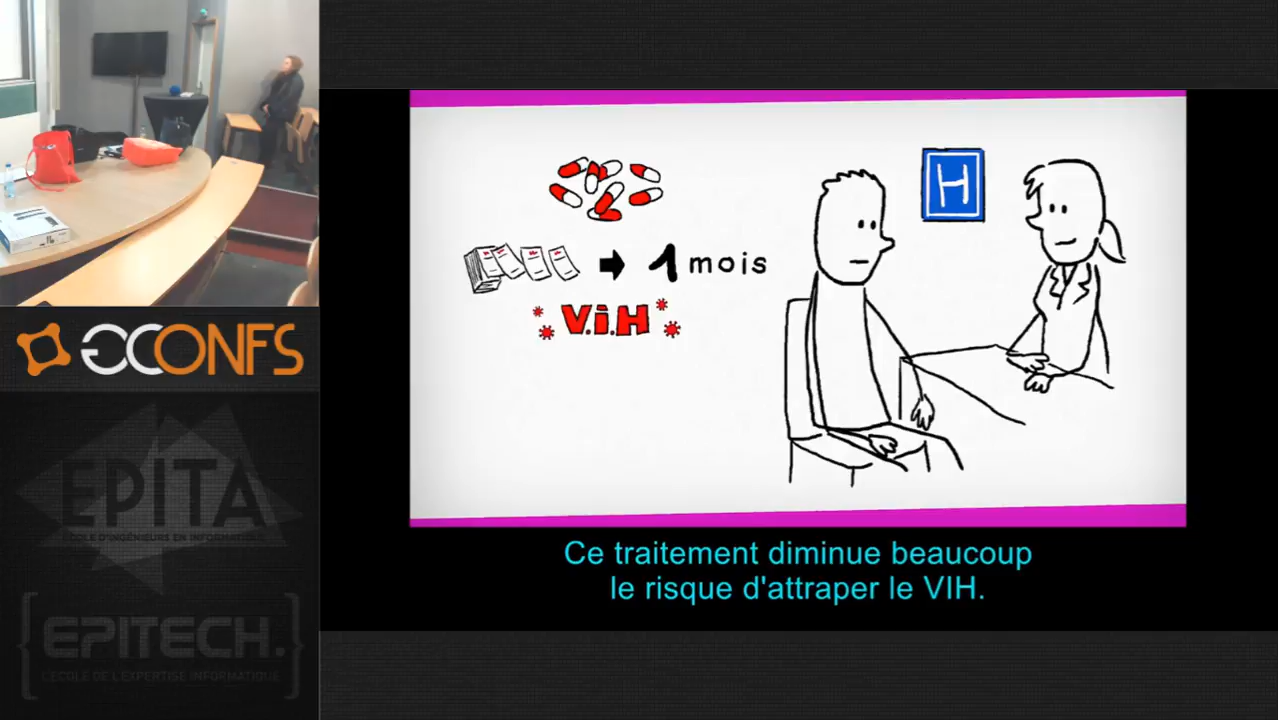 GCONFS
EPITA
ÉCOLE D'INGÉNIEURS EN INFORMATIQUE
{EPITECH.}
L'ÉCOLE DE L'EXPERTISE INFORMATIQUE
H
1 mois
V.i.H
Ce traitement diminue beaucoup
le risque d'attraper le VIH.